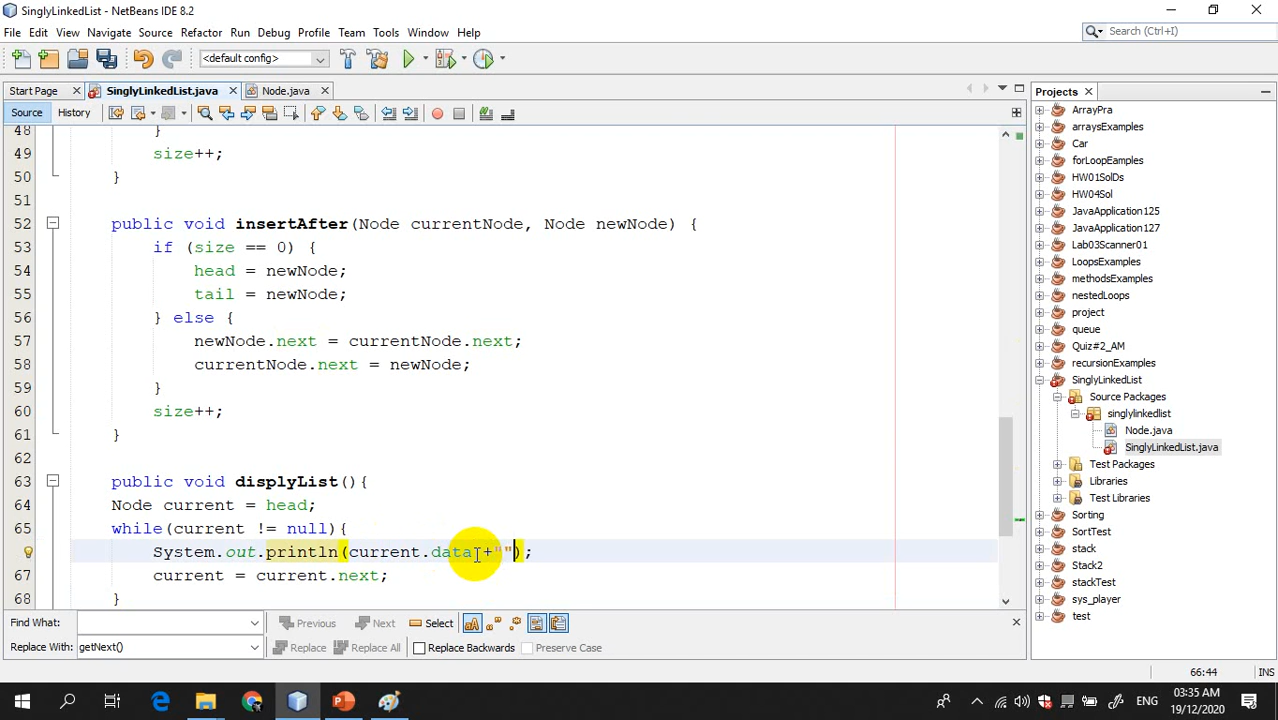 SinglyLinkedList - NetBeans IDE 8.2
File Edit View Navigate Source Refactor Run Debug Profile Team Tools Window Help
Search (Ctrl+I)
<default config>
Start Page SinglyLinkedList.java Node.java
Projects
Source History
48 }
49 size++;
50 }
51
52 public void insertAfter(Node currentNode, Node newNode) {
53 if (size == 0) {
54 head = newNode;
55 tail = newNode;
56 } else {
57 newNode.next = currentNode.next;
58 currentNode.next = newNode;
59 }
60 size++;
61 }
62
63 public void displyList(){
64 Node current = head;
65 while(current != null){
System.out.println(current.data +"");
67 current = current.next;
68 }
ArrayPra
arraysExamples
Car
forLoopEamples
HW01SolDs
HW04Sol
JavaApplication125
JavaApplication127
Lab03Scanner01
LoopsExamples
methodsExamples
nestedLoops
project
queue
Quiz#2_AM
recursionExamples
SinglyLinkedList
Source Packages
singlylinkedlist
Node.java
SinglyLinkedList.java
Test Packages
Libraries
Test Libraries
Sorting
SortTest
stack
Stack2
stackTest
sys_player
test
Find What: Previous Next Select
Replace With: getNext() Replace Replace All Replace Backwards Preserve Case
66:44 INS
ENG
03:35 AM
19/12/2020